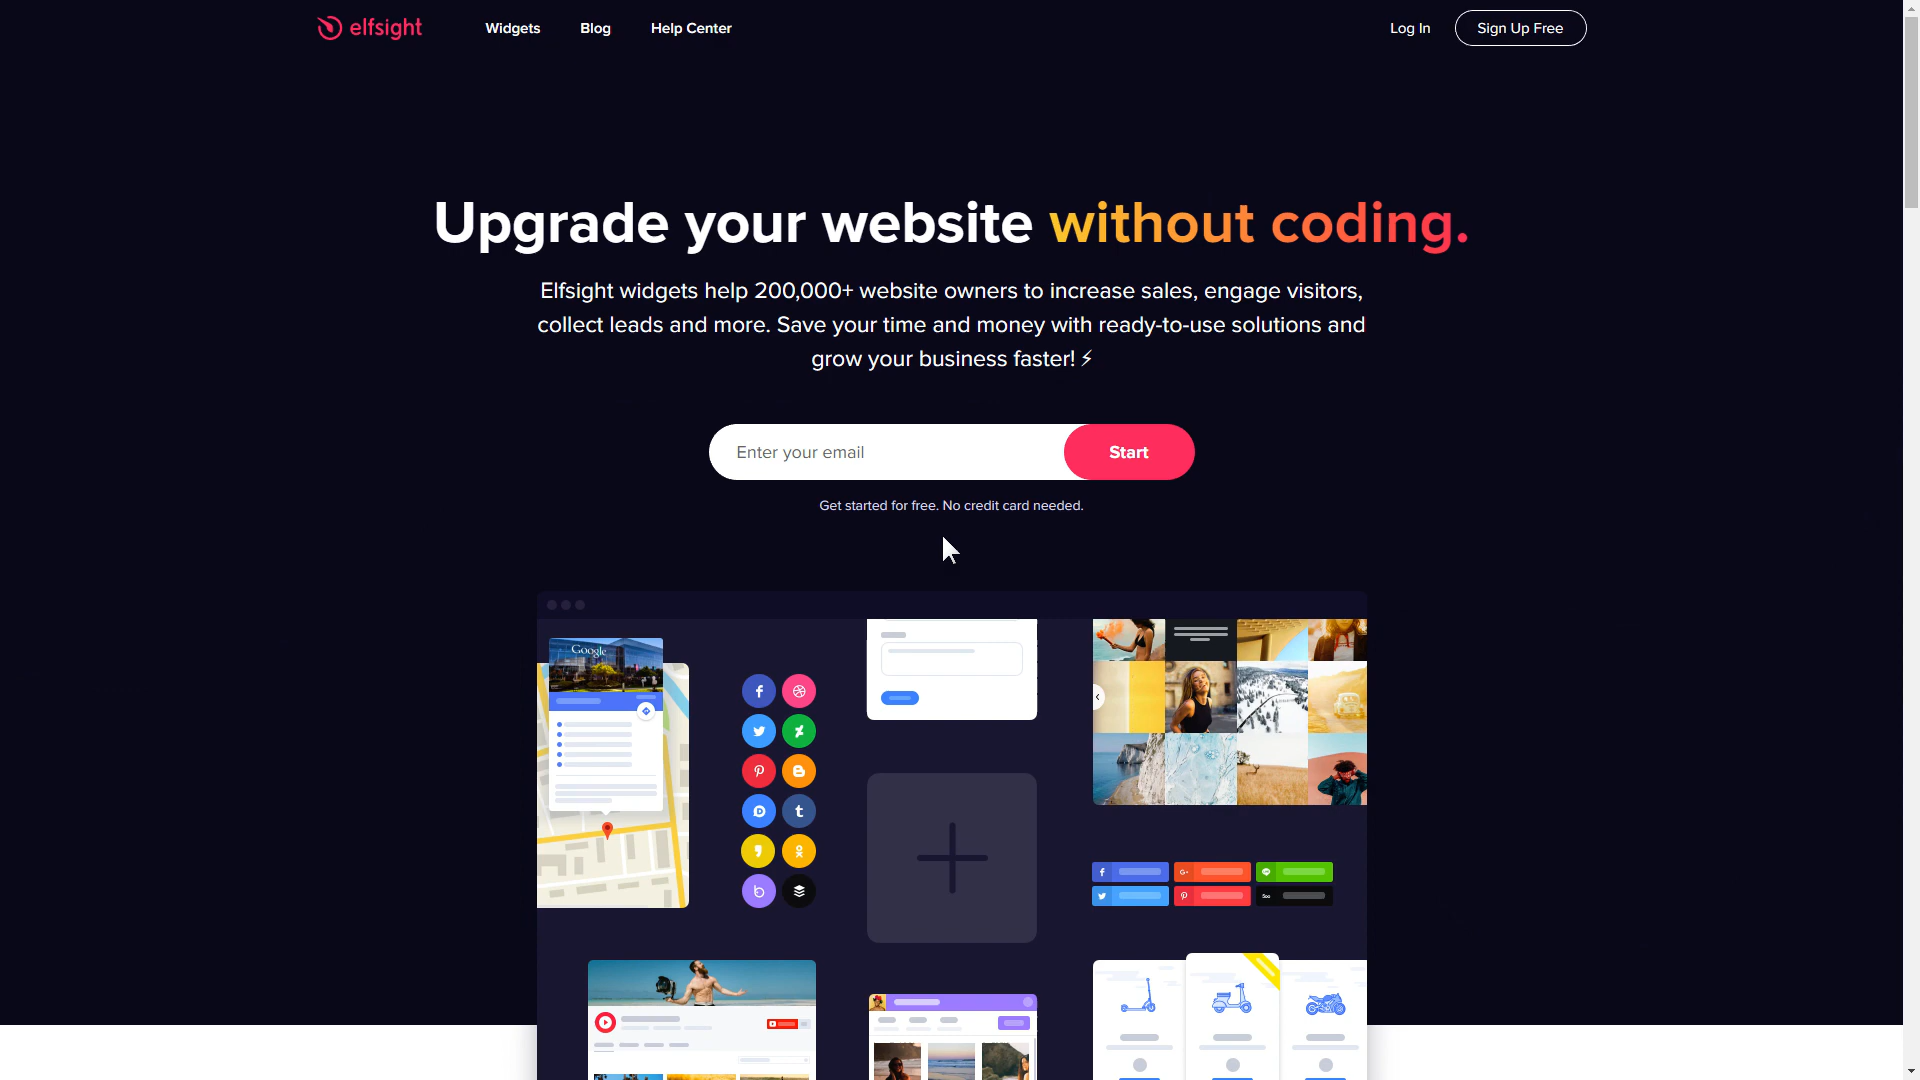 elfsight
Widgets
Blog
Help Center
Log In
Sign Up Free
Upgrade your website without coding.
Elfsight widgets help 200,000+ website owners to increase sales, engage visitors,
collect leads and more. Save your time and money with ready-to-use solutions and
grow your business faster! ⚡
Enter your email
Start
Get started for free. No credit card needed.
Google